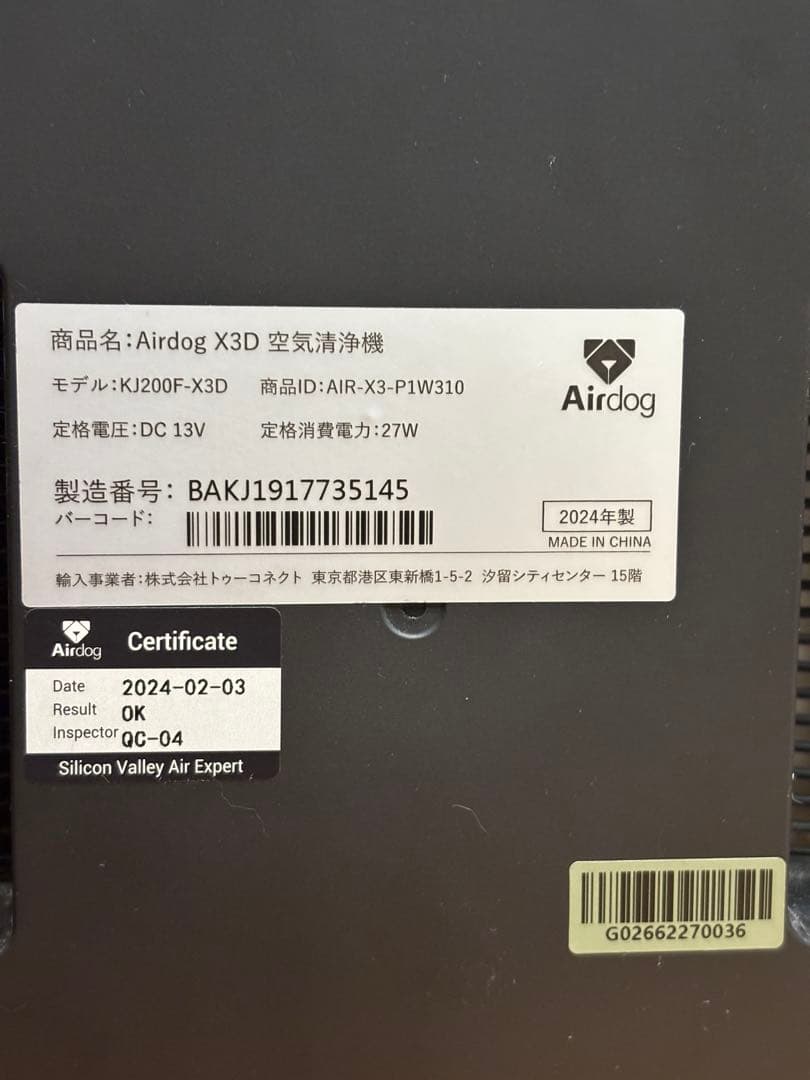 商品名:Airdog X3D 空気清浄機
モデル:KJ200F-X3D 商品ID:AIR-X3-P1W310
定格電圧:DC 13V 定格消費電力:27W
Airdog
製造番号: BAKJ1917735145
バーコード:
2024年製
MADE IN CHINA
輸入事業者:株式会社トゥーコネクト 東京都港区東新橋1-5-2 汐留シティセンター 15階
Airdog Certificate
Date 2024-02-03
Result OK
Inspector QC-04
Silicon Valley Air Expert
G02662270036